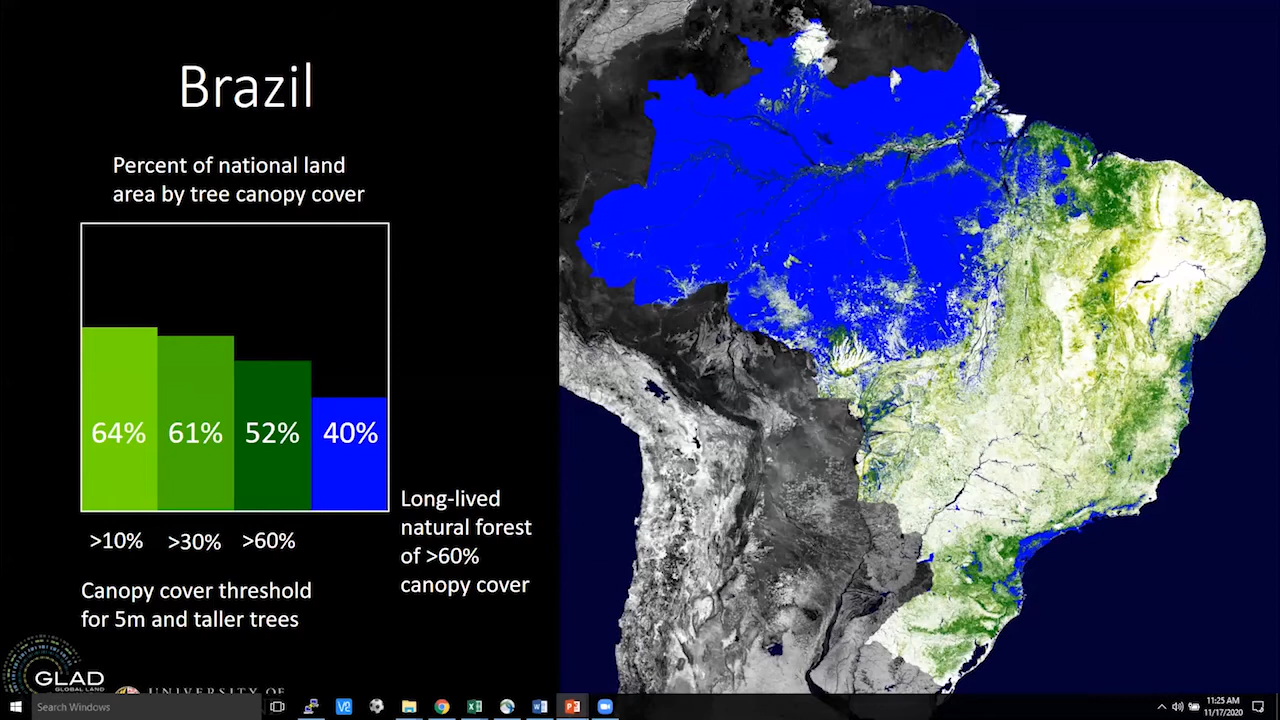 Brazil
Percent of national land
area by tree canopy cover
64%
61%
52%
40%
>10%
>30%
>60%
Canopy cover threshold
for 5m and taller trees
Long-lived
natural forest
of >60%
canopy cover
GLAD
GLOBAL LAND
UNIVERSITY OF
Search Windows
11:25 AM
11/17/2020